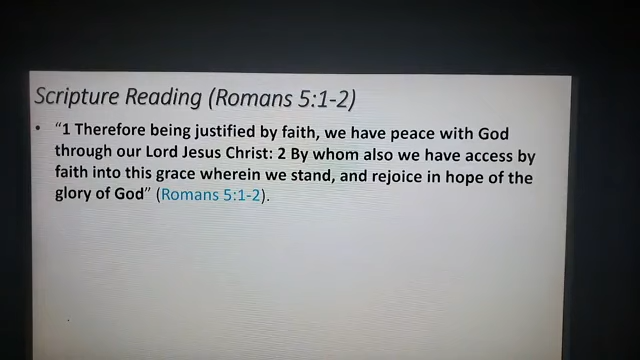 Scripture Reading (Romans 5:1-2)
• “1 Therefore being justified by faith, we have peace with God
through our Lord Jesus Christ: 2 By whom also we have access by
faith into this grace wherein we stand, and rejoice in hope of the
glory of God” (Romans 5:1-2).